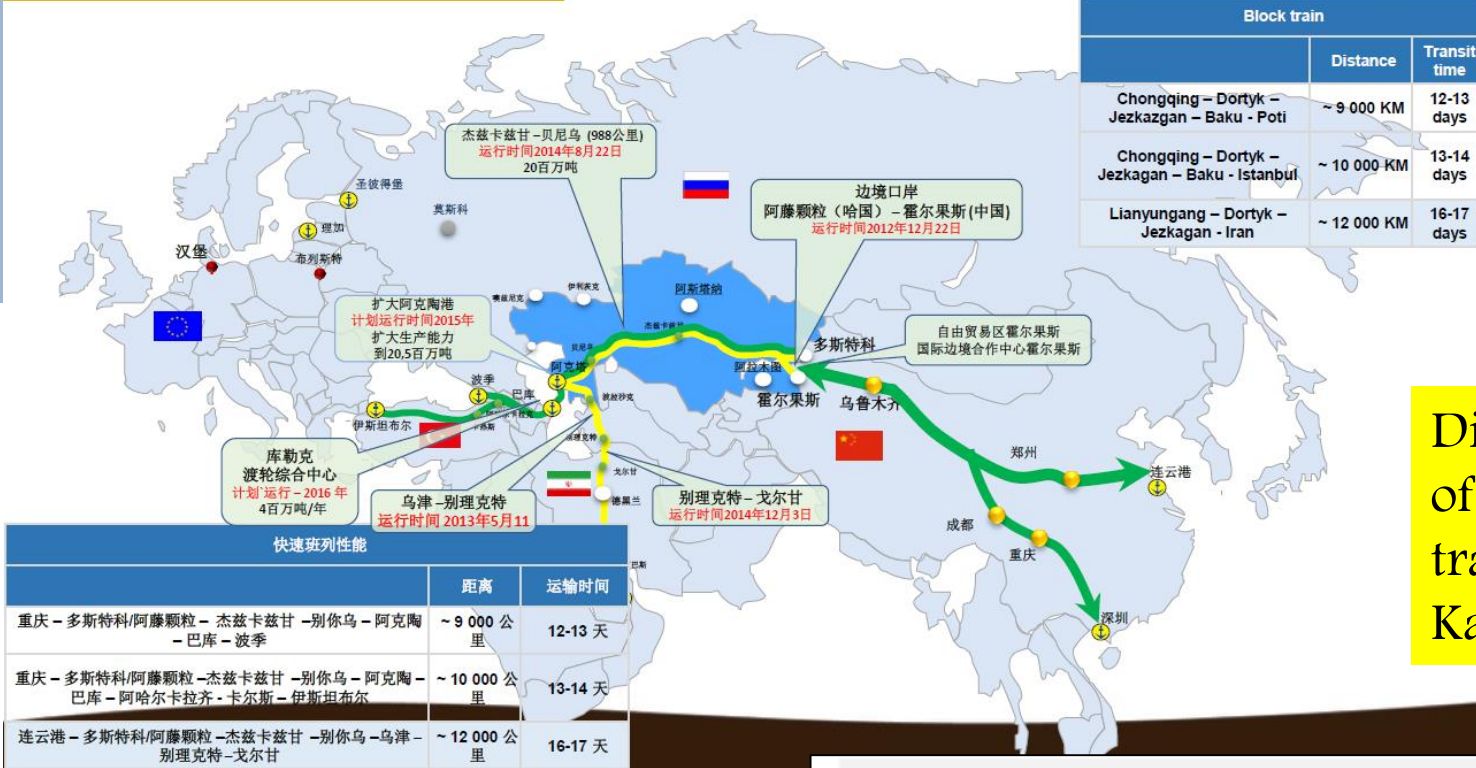 Block train
Distance
Transit
time
Chongqing – Dortyk –
Jezkazgan – Baku - Poti
~ 9 000 KM
12-13
days
Chongqing – Dortyk –
Jezkagan – Baku - Istanbul
~ 10 000 KM
13-14
days
Lianyungang – Dortyk –
Jezkagan - Iran
~ 12 000 KM
16-17
days
杰兹卡兹甘 –贝尼乌 (988公里)
运行时间2014年8月22日
20百万吨
边境口岸
阿藤颗粒（哈国）–霍尔果斯(中国)
运行时间2012年12月22日
圣彼得堡
莫斯科
理加
汉堡
布列斯特
扩大阿克陶港
计划运行时间2015年
扩大生产能力
到20,5百万吨
阿斯塔纳
自由贸易区霍尔果斯
国际边境合作中心霍尔果斯
多斯特科
阿拉木图
霍尔果斯
乌鲁木齐
贝尼乌
阿克塔
波季
巴库
伊斯坦布尔
郑州
连云港
成都
重庆
深圳
戈尔甘
德黑兰
库勒克
渡轮综合中心
计划`运行 – 2016 年
4百万吨/年
乌津 –别理克特
运行时间 2013年5月11
别理克特 – 戈尔甘
运行时间2014年12月3日
Di
of
tra
Ka
快速班列性能
距离
运输时间
重庆 – 多斯特科/阿藤颗粒 – 杰兹卡兹甘 –别你乌 – 阿克陶
– 巴库 – 波季
~ 9 000 公
里
12-13 天
重庆 – 多斯特科/阿藤颗粒 –杰兹卡兹甘 –别你乌 – 阿克陶 –
巴库 – 阿哈尔卡拉齐 - 卡尔斯 – 伊斯坦布尔
~ 10 000 公
里
13-14 天
连云港 – 多斯特科/阿藤颗粒 –杰兹卡兹甘 –别你乌 –乌津 –
别理克特 –戈尔甘
~ 12 000 公
里
16-17 天